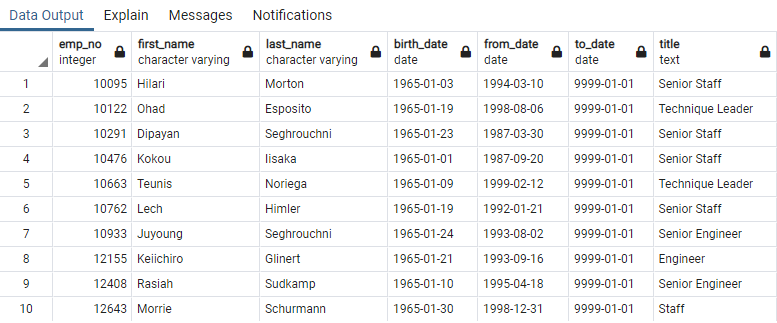 Data Output Explain Messages Notifications
emp_no first_name last_name birth_date from_date to_date title
integer character varying character varying date date date text
1 10095 Hilari Morton 1965-01-03 1994-03-10 9999-01-01 Senior Staff
2 10122 Ohad Esposito 1965-01-19 1998-08-06 9999-01-01 Technique Leader
3 10291 Dipayan Seghrouchni 1965-01-23 1987-03-30 9999-01-01 Senior Staff
4 10476 Kokou Iisaka 1965-01-01 1987-09-20 9999-01-01 Senior Staff
5 10663 Teunis Noriega 1965-01-09 1999-02-12 9999-01-01 Technique Leader
6 10762 Lech Himler 1965-01-19 1992-01-21 9999-01-01 Senior Staff
7 10933 Juyoung Seghrouchni 1965-01-24 1993-08-02 9999-01-01 Senior Engineer
8 12155 Keiichiro Glinert 1965-01-21 1993-09-16 9999-01-01 Engineer
9 12408 Rasiah Sudkamp 1965-01-10 1995-04-18 9999-01-01 Senior Engineer
10 12643 Morrie Schurmann 1965-01-30 1998-12-31 9999-01-01 Staff